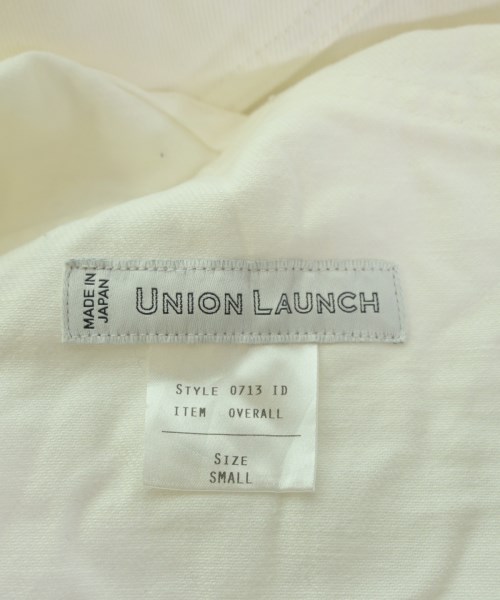 MADE IN
JAPAN
UNION LAUNCH
STYLE 0713 ID
ITEM OVERALL
SIZE
SMALL